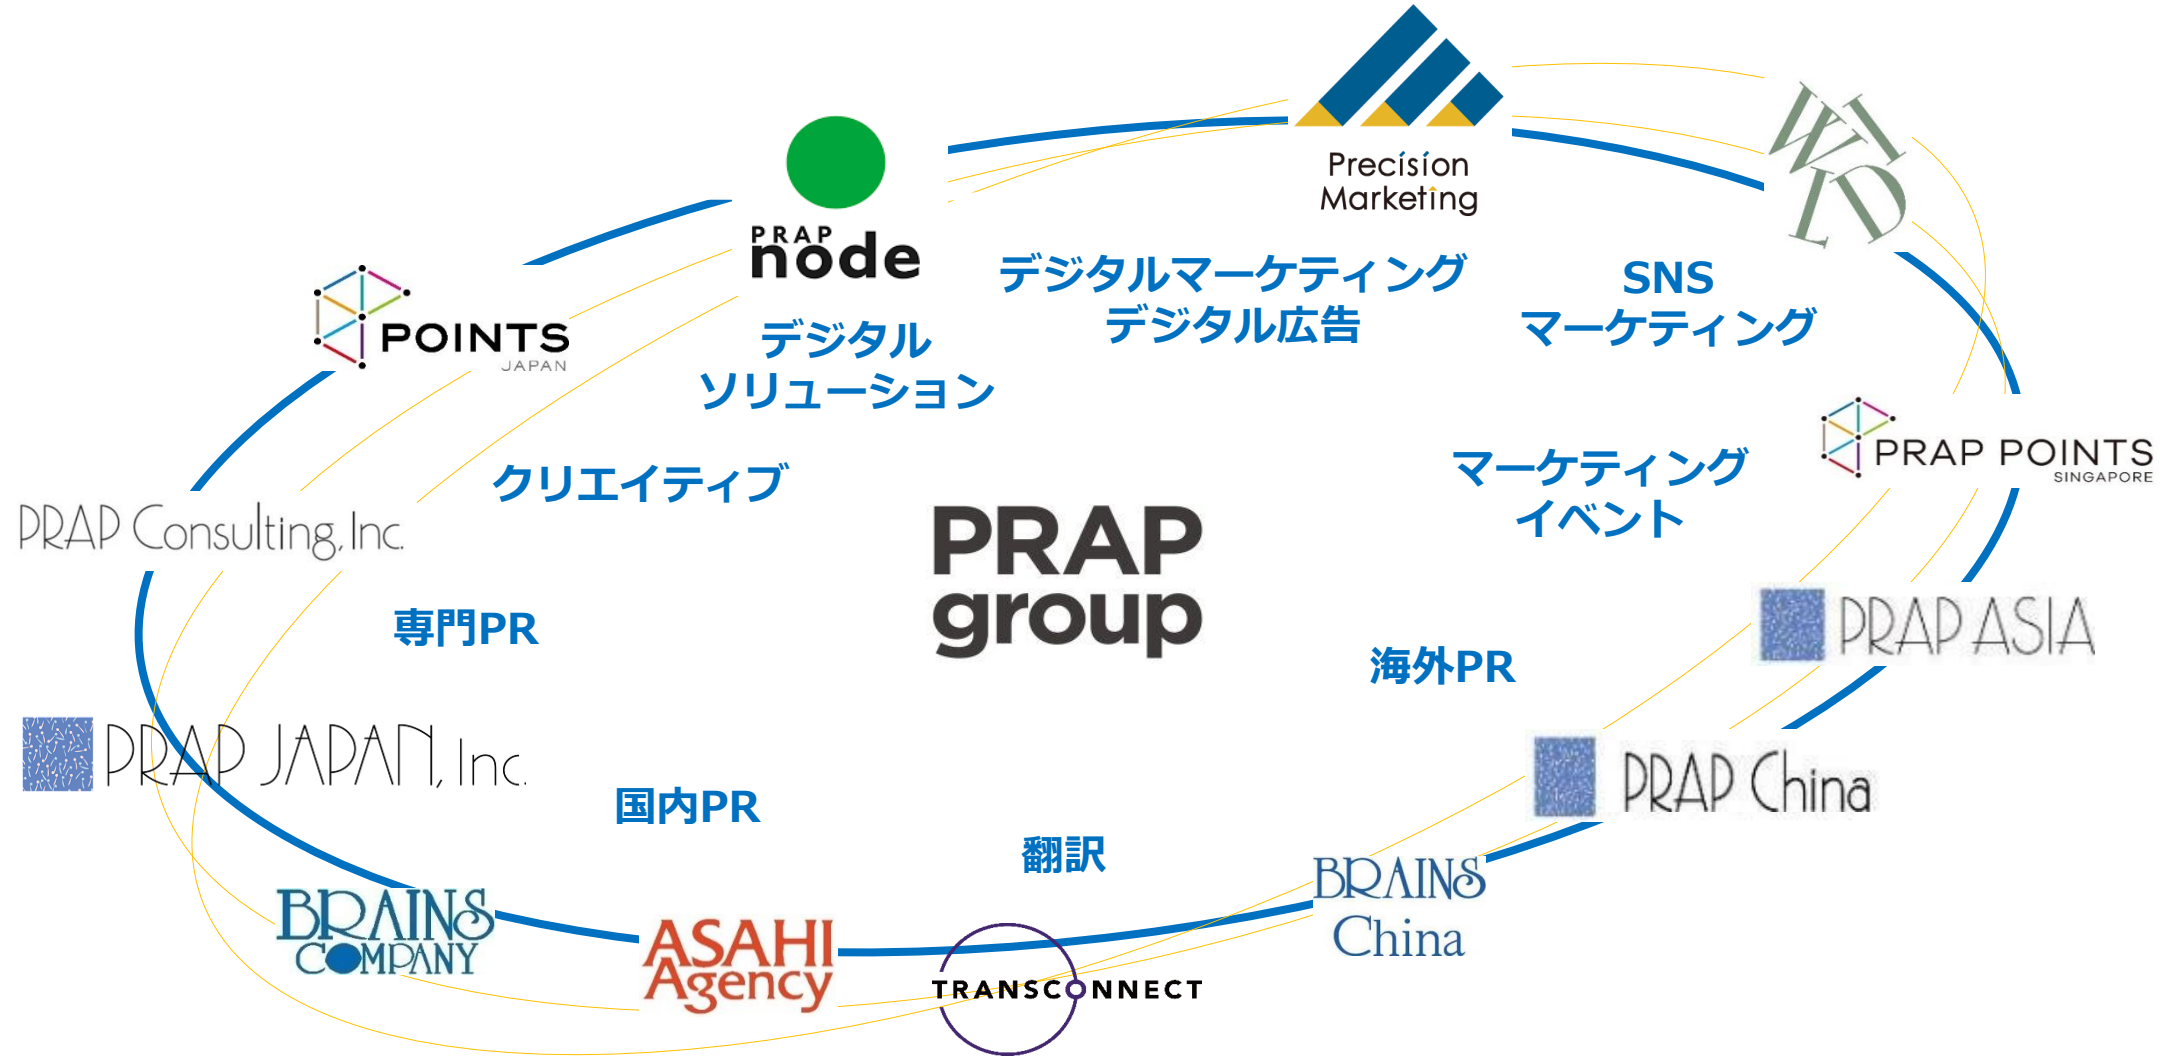 Precision
Marketing
WILD
PRAP
node
デジタルマーケティング
デジタル広告
SNS
マーケティング
POINTS
JAPAN
デジタル
ソリューション
PRAP POINTS
SINGAPORE
クリエイティブ
マーケティング
イベント
PRAP Consulting, Inc.
PRAP
group
専門PR
PRAP ASIA
海外PR
PRAP JAPAN, Inc.
PRAP China
国内PR
翻訳
BRAINS
COMPANY
ASAHI
Agency
TRANSCONNECT
BRAINS
China